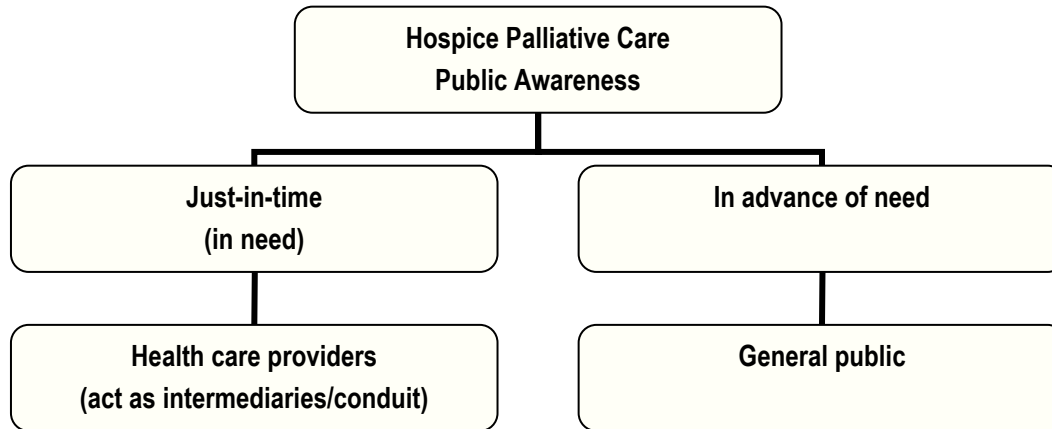 Hospice Palliative Care
Public Awareness
Just-in-time
(in need)
In advance of need
Health care providers
(act as intermediaries/conduit)
General public